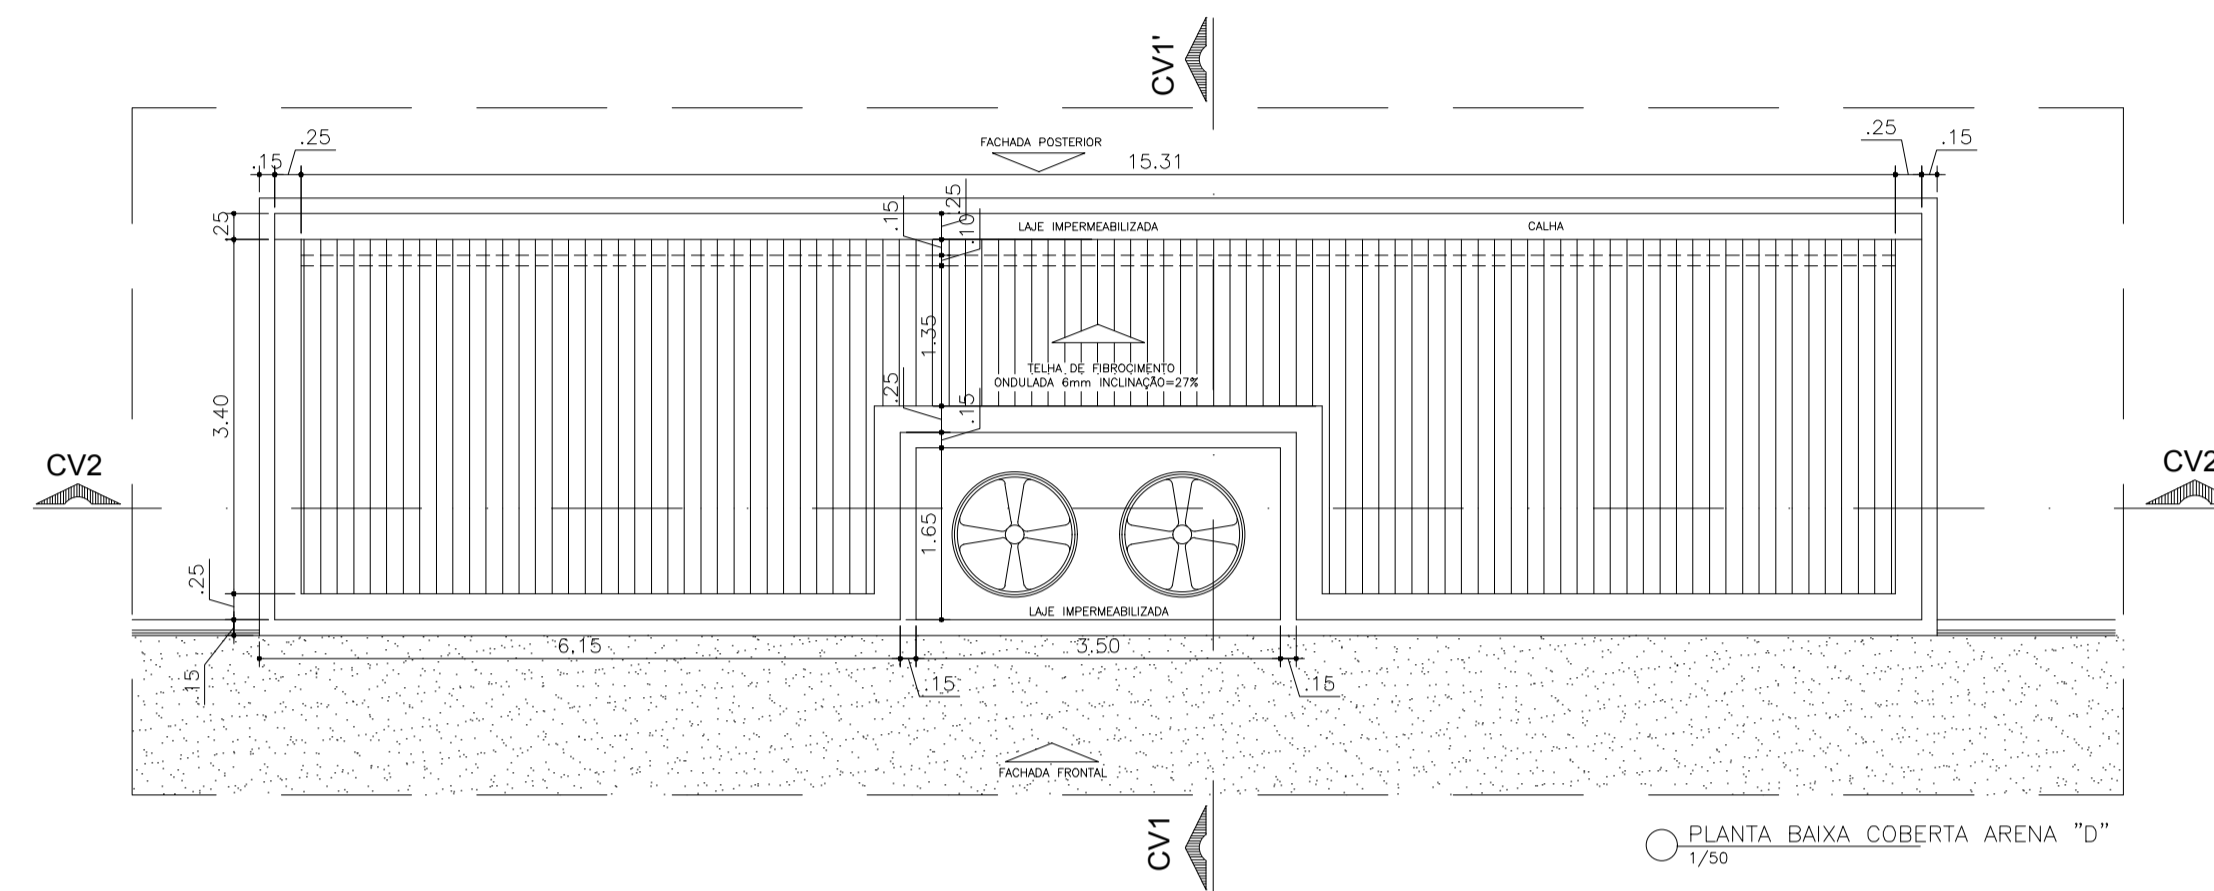 CV1'
.25
.15
FACHADA POSTERIOR
15.31
.25
.15
.25
.15
.25
.10
LAJE IMPERMEABILIZADA
CALHA
1.35
TELHA DE FIBROCIMENTO
ONDULADA 6mm INCLINAÇÃO=27%
.25
.15
3.40
CV2
CV2
1.65
.25
LAJE IMPERMEABILIZADA
6.15
3.50
.15
.15
.15
FACHADA FRONTAL
CV1
PLANTA BAIXA COBERTA ARENA "D"
1/50